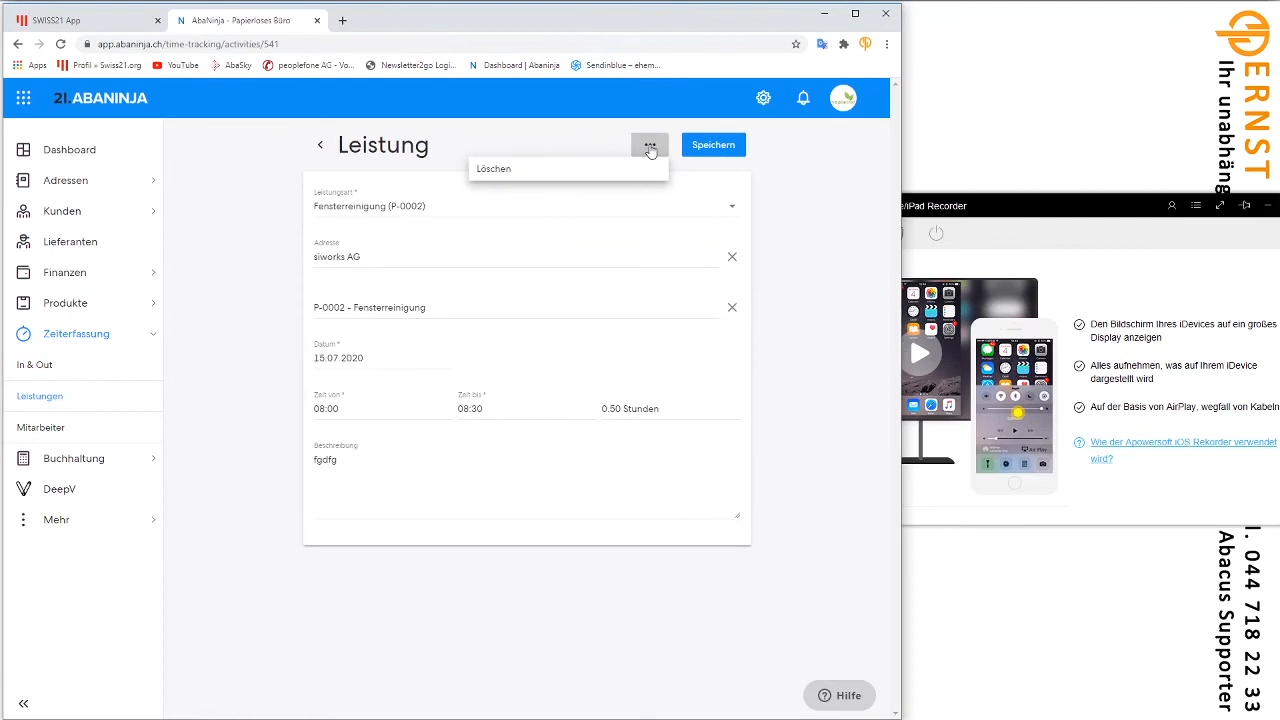 SWISS21 App
AbaNinja - Papierloses Büro
app.abaninja.ch/time-tracking/activities/541
Apps
Profil « Swiss21.org
YouTube
AbaSky
peoplefone AG - Vo...
Newsletter2go Logi...
Dashboard | Abaninja
Sendinblue – ehem...
21.ABANINJA
Dashboard
Adressen
Kunden
Lieferanten
Finanzen
Produkte
Zeiterfassung
In & Out
Leistungen
Mitarbeiter
Buchhaltung
DeepV
Mehr
Leistung
Speichern
Löschen
Leistungsart *
Fensterreinigung (P-0002)
Adresse
siworks AG
P-0002 - Fensterreinigung
Datum *
15.07.2020
Zeit von *
Zeit bis *
08:00
08:30
0.50 Stunden
Beschreibung
fgdfg
Hilfe
e/iPad Recorder
Den Bildschirm Ihres iDevices auf ein großes
Display anzeigen
Alles aufnehmen, was auf Ihrem iDevice
dargestellt wird
Auf der Basis von AirPlay, wegfall von Kabeln
Wie der Apowersoft iOS Rekorder verwendet
wird?
ERNST
Ihr unabhäng
l. 044 718 22 33
Abacus Supporter